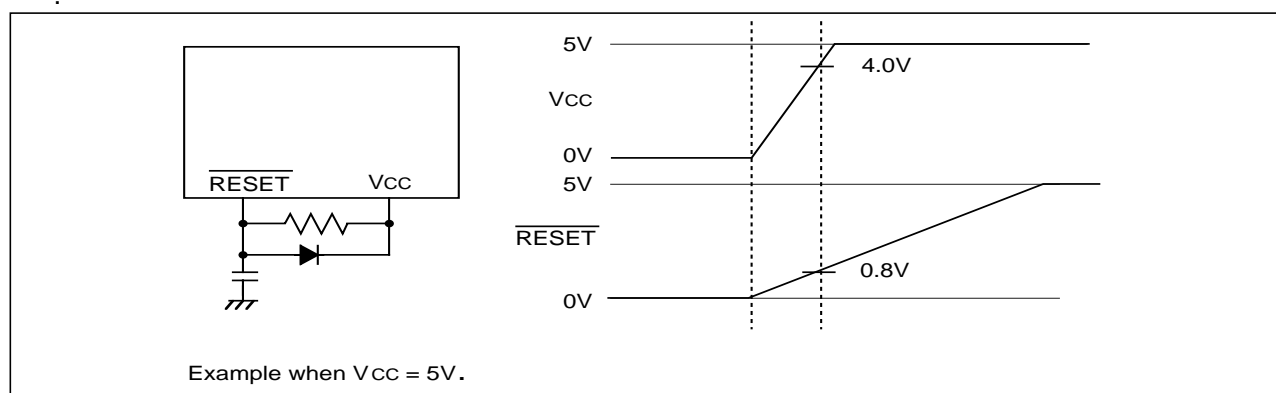 RESET
Vcc
5V
4.0V
Vcc
0V
5V
RESET
0.8V
0V
Example when Vcc = 5V.